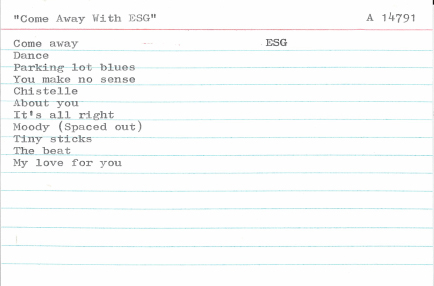 "Come Away With ESG" A 14791
Come away ESG
Dance
Parking lot blues
You make no sense
Chistelle
About you
It's all right
Moody (Spaced out)
Tiny sticks
The beat
My love for you